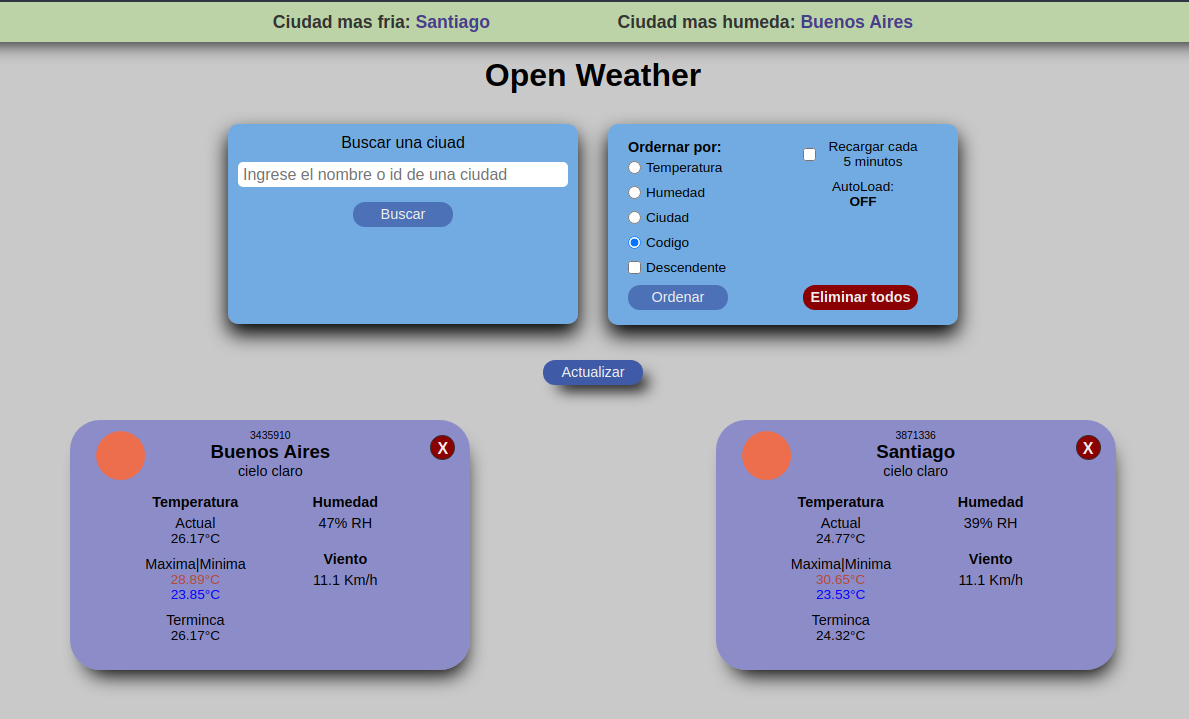 Ciudad mas fria: Santiago
Ciudad mas humeda: Buenos Aires
Open Weather
Buscar una ciuad
Ingrese el nombre o id de una ciudad
Buscar
Ordernar por:
Temperatura
Humedad
Ciudad
Codigo
Descendente
Ordenar
Recargar cada
5 minutos
AutoLoad:
OFF
Eliminar todos
Actualizar
3435910
Buenos Aires
cielo claro
X
Temperatura
Actual
26.17°C
Maxima|Minima
28.89°C
23.85°C
Terminca
26.17°C
Humedad
47% RH
Viento
11.1 Km/h
3871336
Santiago
cielo claro
X
Temperatura
Actual
24.77°C
Maxima|Minima
30.65°C
23.53°C
Terminca
24.32°C
Humedad
39% RH
Viento
11.1 Km/h